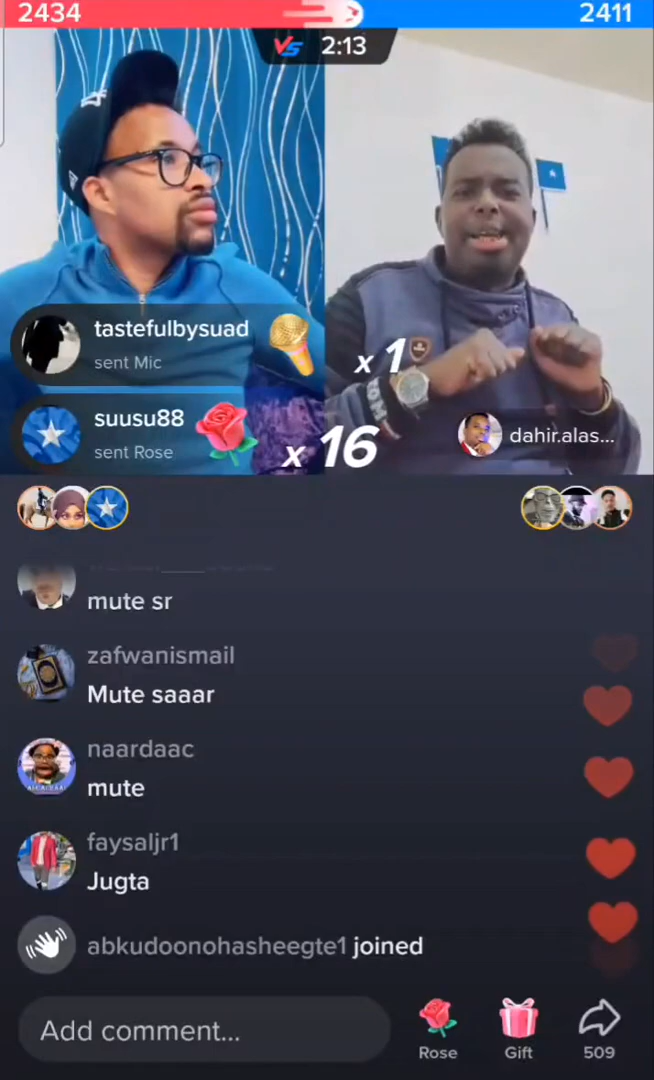 2434
2411
VS 2:13
tastefulbysuad
sent Mic
x 1
suusu88
sent Rose
x 16
dahir.alas...
mute sr
zafwanismail
Mute saaar
naardaac
mute
faysaljr1
Jugta
abkudoonohasheegte1 joined
Add comment...
Rose
Gift
509